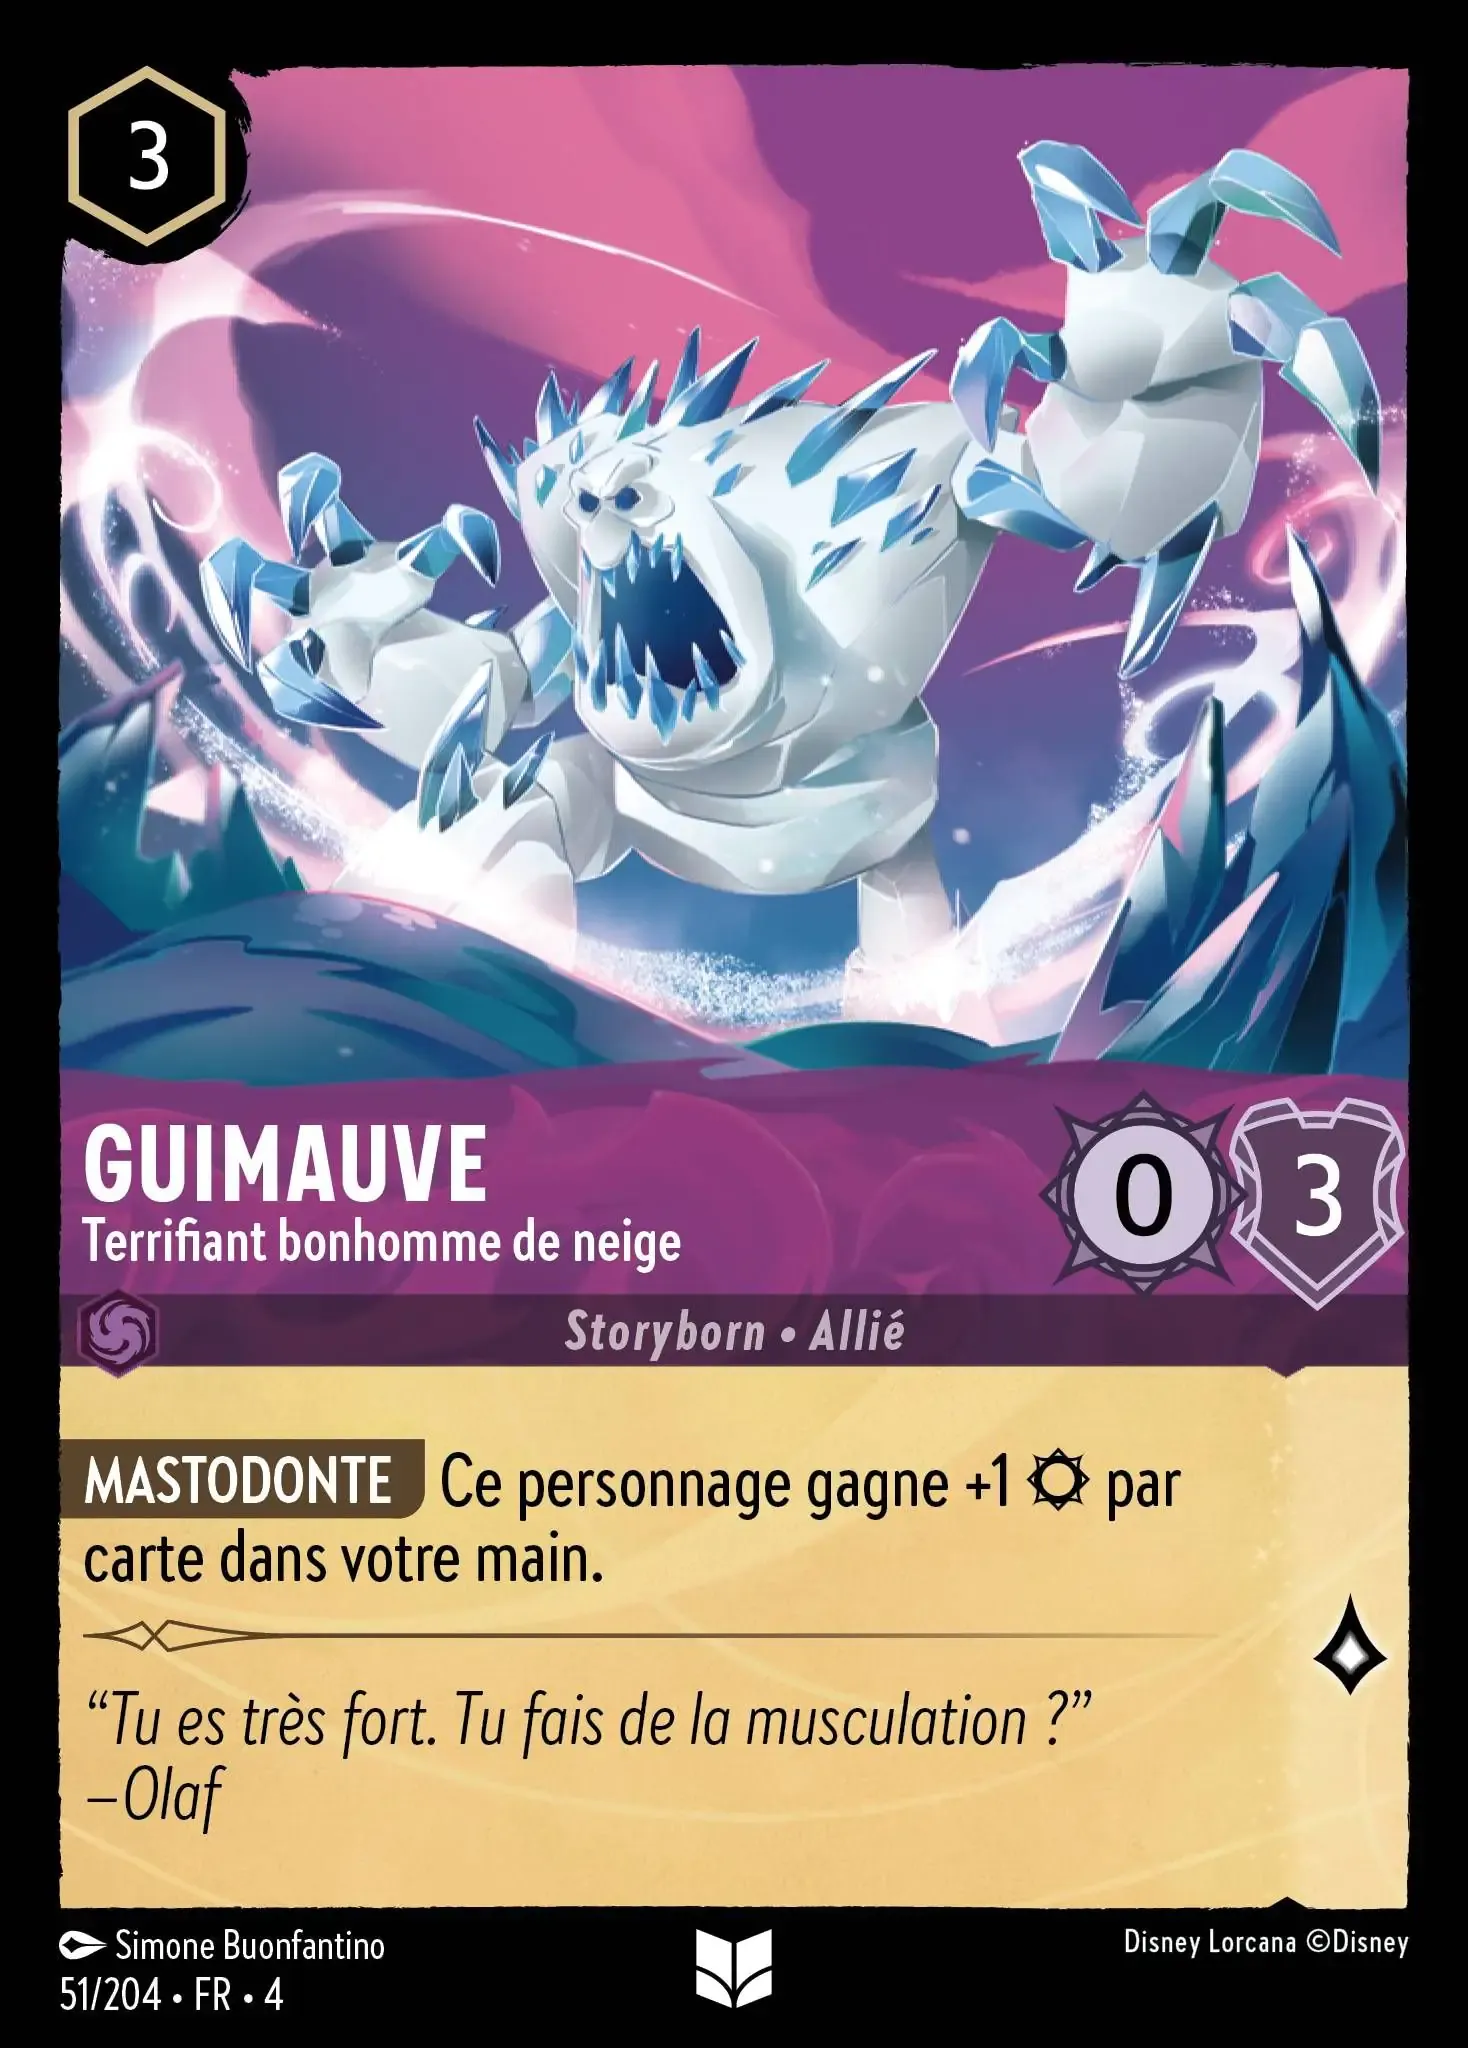 3
GUIMAUVE
Terrifiant bonhomme de neige
0
3
Storyborn • Allié
MASTODONTE Ce personnage gagne +1 par
carte dans votre main.
“Tu es très fort. Tu fais de la musculation ?”
–Olaf
Simone Buonfantino
51/204 • FR • 4
Disney Lorcana ©Disney